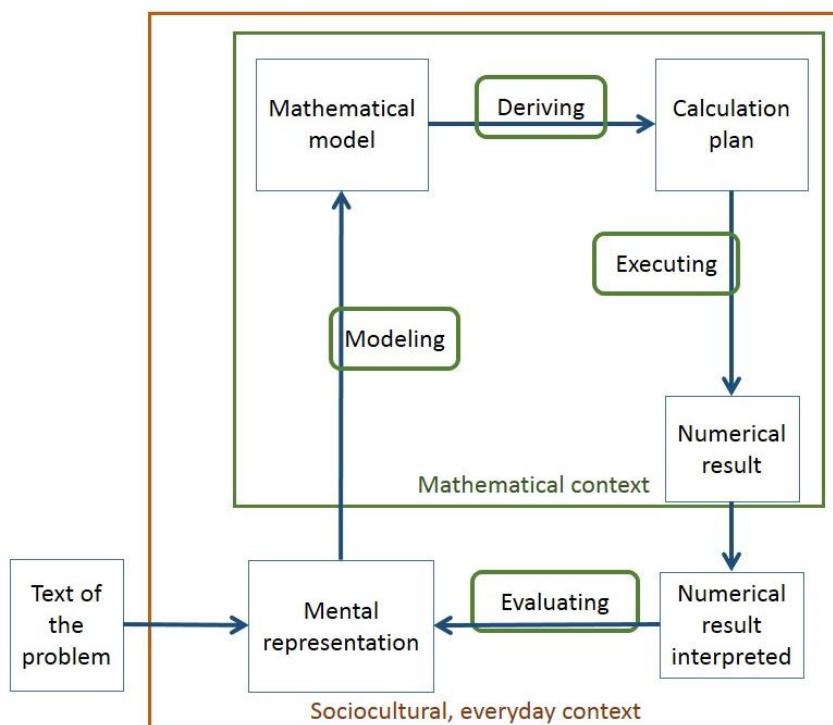 Mathematical
model
Deriving
Calculation
plan
Executing
Modeling
Numerical
result
Mathematical context
Text of
the
problem
Mental
representation
Evaluating
Numerical
result
interpreted
Sociocultural, everyday context